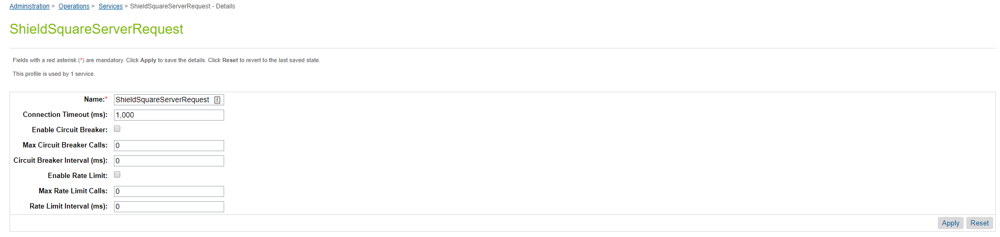 Administration > Operations > Services > ShieldSquareServerRequest - Details
ShieldSquareServerRequest
Fields with a red asterisk (*) are mandatory. Click Apply to save the details. Click Reset to revert to the last saved state.
This profile is used by 1 service.
Name:* ShieldSquareServerRequest
Connection Timeout (ms): 1,000
Enable Circuit Breaker:
Max Circuit Breaker Calls: 0
Circuit Breaker Interval (ms): 0
Enable Rate Limit:
Max Rate Limit Calls: 0
Rate Limit Interval (ms): 0
Apply Reset